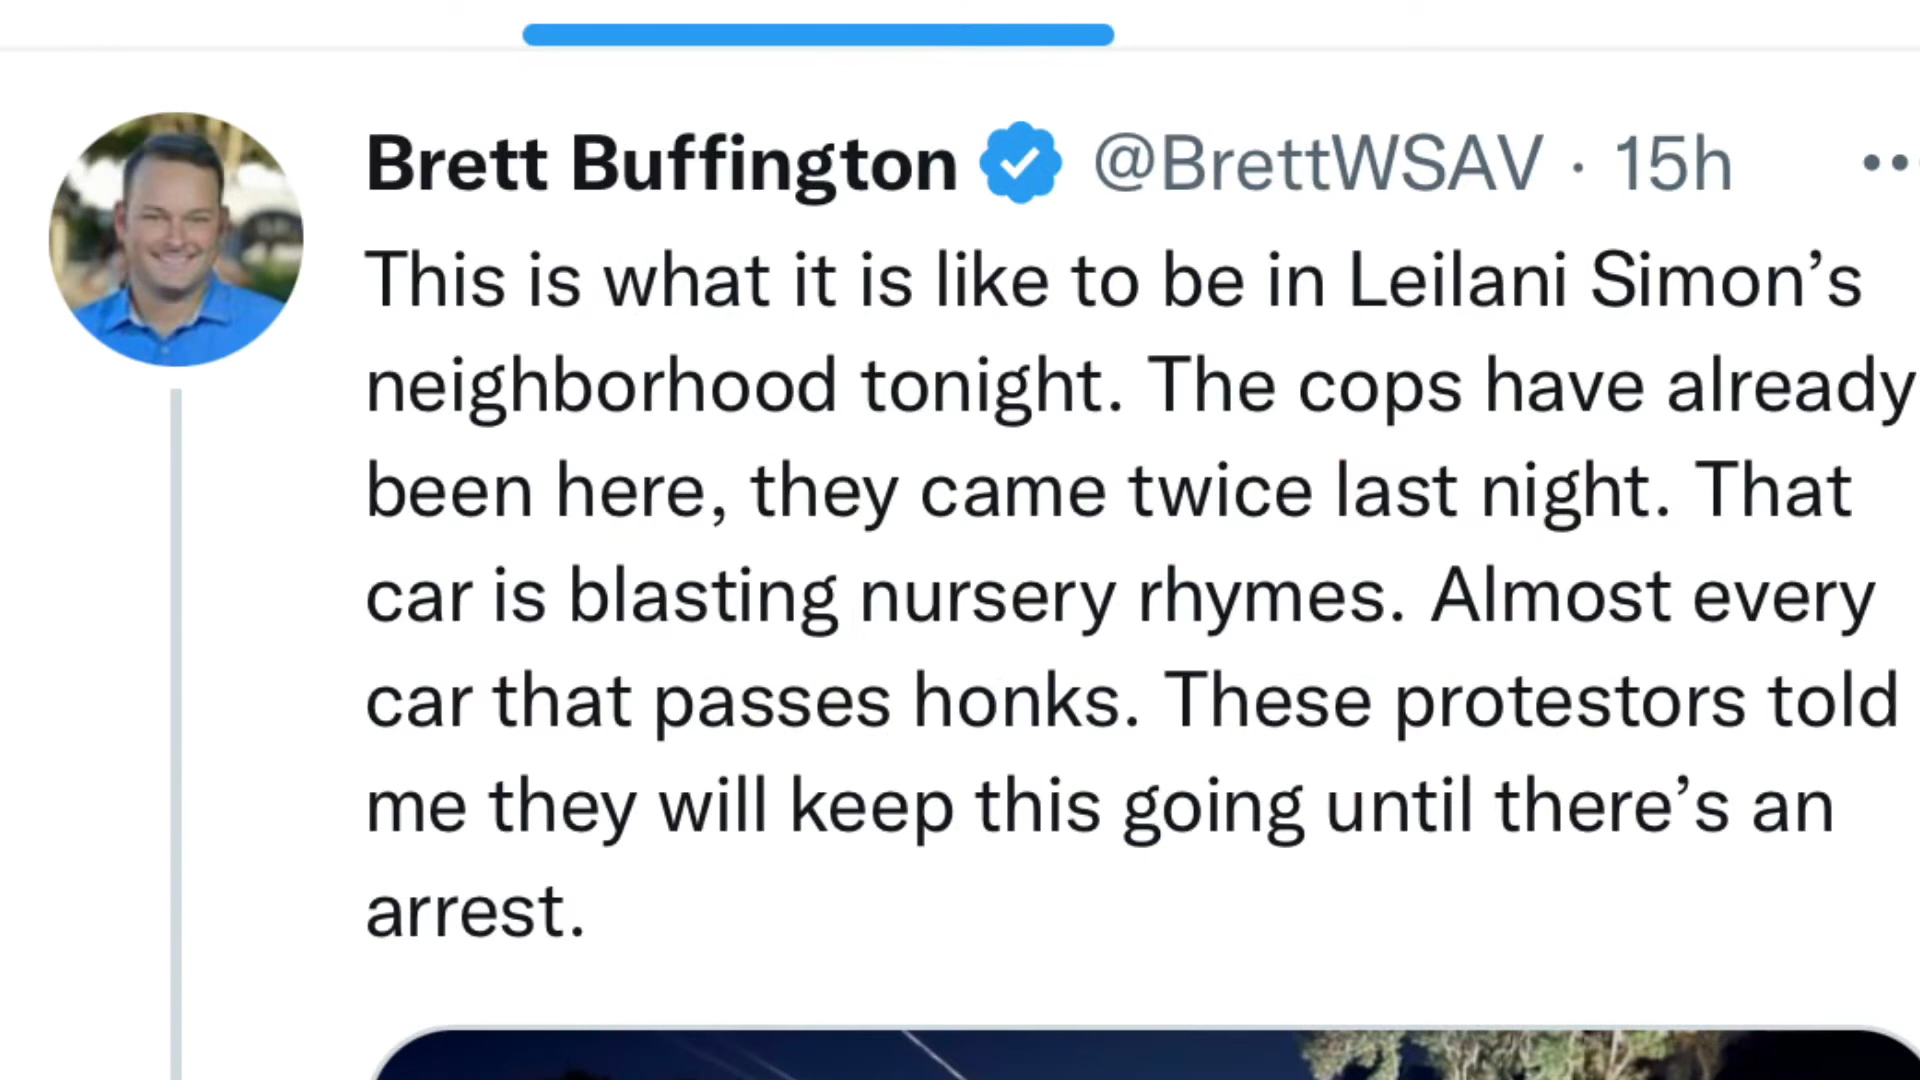 Brett Buffington @BrettWSAV · 15h
This is what it is like to be in Leilani Simon’s
neighborhood tonight. The cops have already
been here, they came twice last night. That
car is blasting nursery rhymes. Almost every
car that passes honks. These protestors told
me they will keep this going until there’s an
arrest.